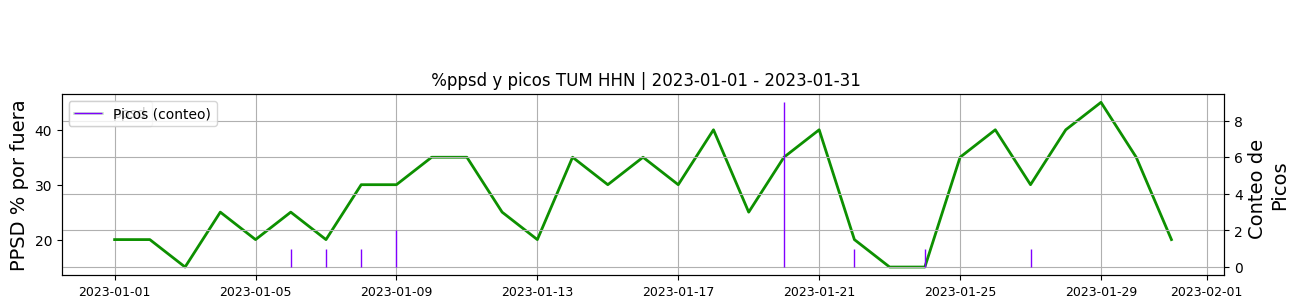 %ppsd y picos TUM HHN | 2023-01-01 - 2023-01-31
PPSD % por fuera
40
30
20
Picos (conteo)
8
6
4
2
0
Conteo de
Picos
2023-01-01 2023-01-05 2023-01-09 2023-01-13 2023-01-17 2023-01-21 2023-01-25 2023-01-29 2023-02-01